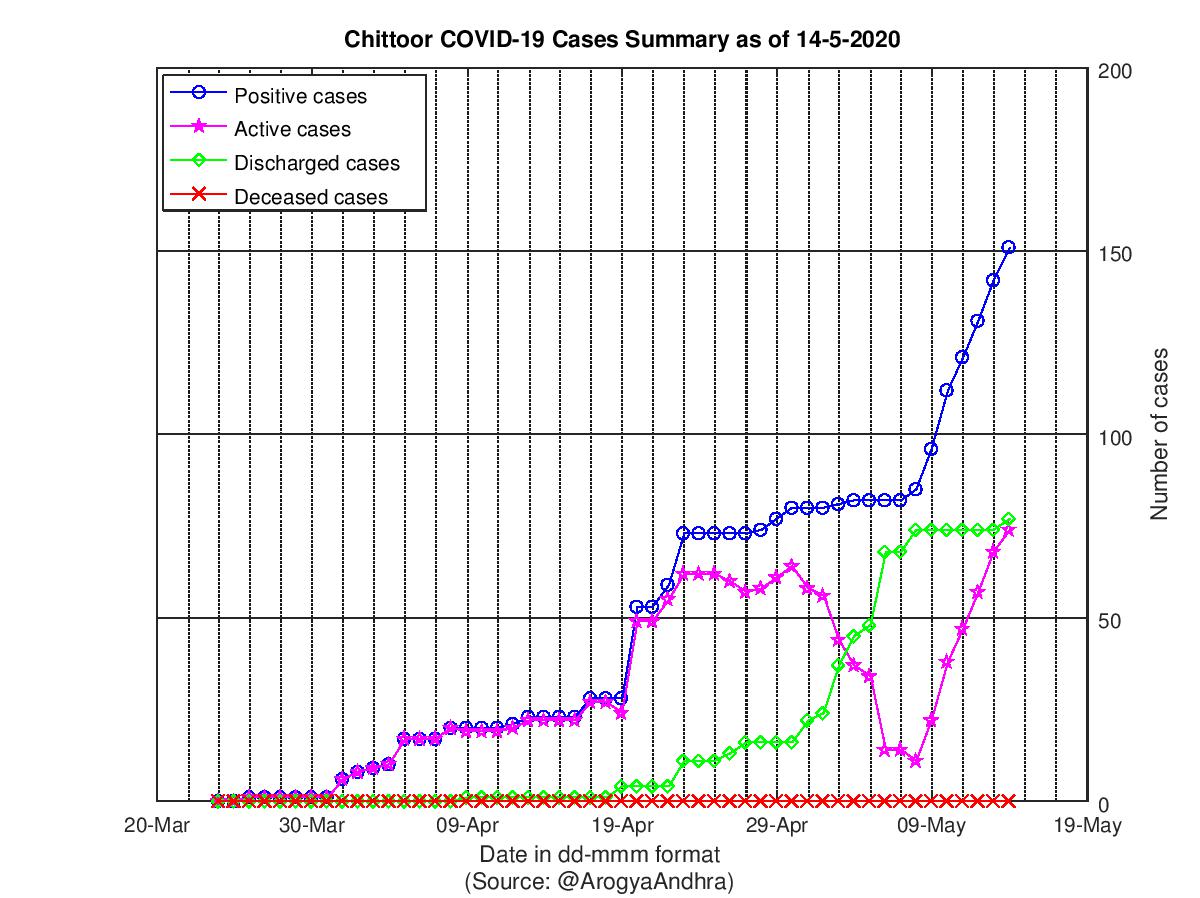 Chittoor COVID-19 Cases Summary as of 14-5-2020
Positive cases
Active cases
Discharged cases
Deceased cases
200
150
100
50
0
Number of cases
20-Mar 30-Mar 09-Apr 19-Apr 29-Apr 09-May 19-May
Date in dd-mmm format
(Source: @ArogyaAndhra)